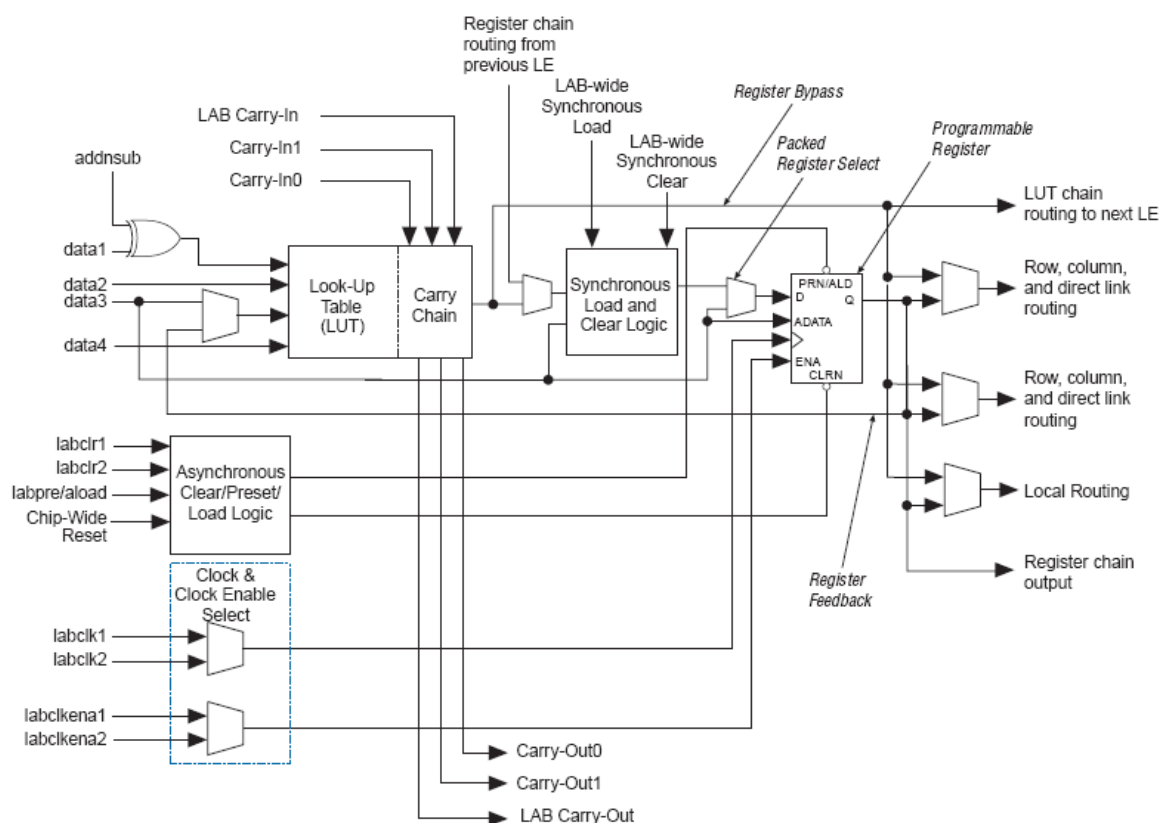 Register chain
routing from
previous LE
LAB-wide
Synchronous
Load
LAB-wide
Synchronous
Clear
Register Bypass
Packed
Register Select
Programmable
Register
LAB Carry-In
Carry-In1
Carry-In0
addnsub
data1
data2
data3
data4
Look-Up
Table
(LUT)
Carry
Chain
Synchronous
Load and
Clear Logic
PRN/ALD
D
Q
ADATA
ENA
CLRN
LUT chain
routing to next LE
Row, column,
and direct link
routing
Row, column,
and direct link
routing
Local Routing
Register chain
output
Register
Feedback
labclr1
labclr2
labpre/aload
Chip-Wide
Reset
Asynchronous
Clear/Preset/
Load Logic
Clock &
Clock Enable
Select
labclk1
labclk2
labclkena1
labclkena2
Carry-Out0
Carry-Out1
LAB Carry-Out